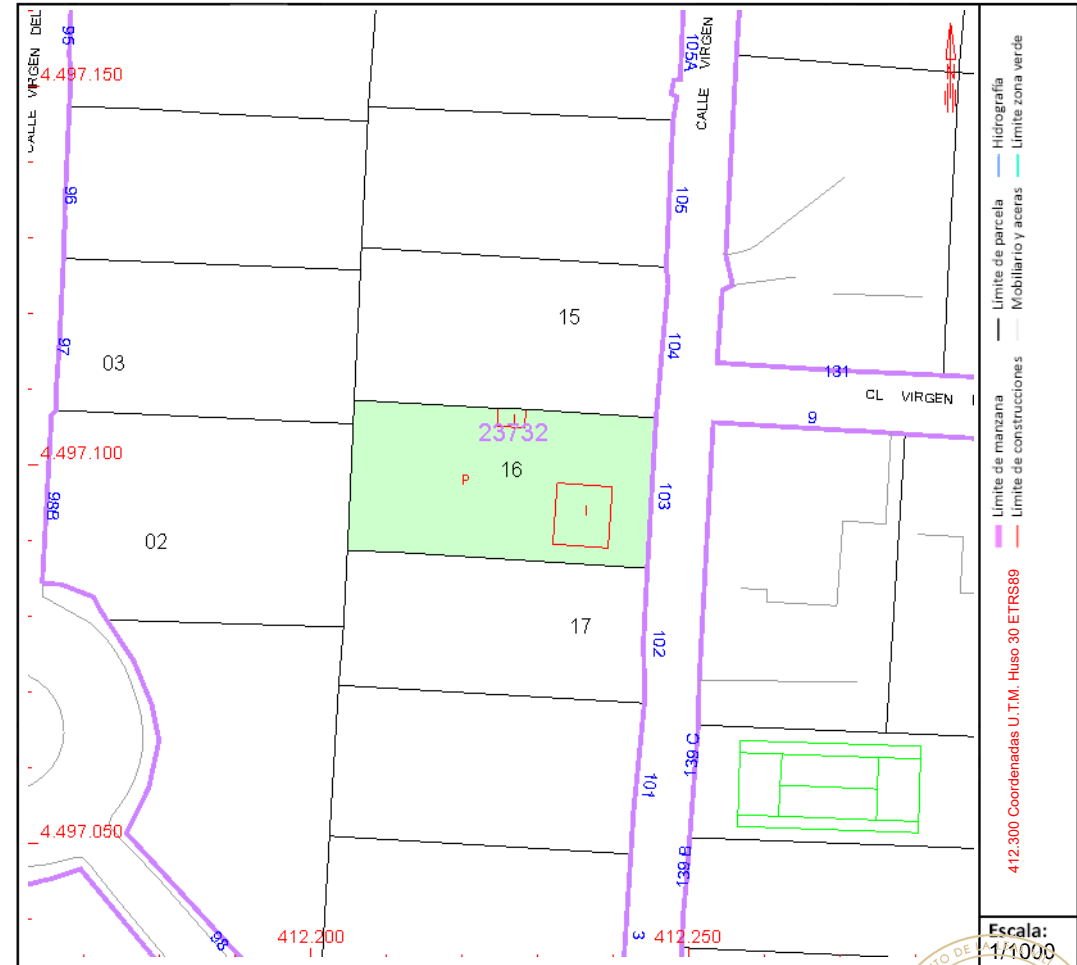 CALLE VIRGEN DEL
95
4.497.150
105A
CALLE VIRGEN
96
105
15
97
03
104
131
CL VIRGEN
9
4.497.100
23732
I
16
P
103
I
98B
02
17
102
139 C
101
4.497.050
139 B
98
412.200
3
412.250
Límite de manzana
Límite de parcela
Hidrografía
Límite de construcciones
Mobiliario y aceras
Límite zona verde
412.300 Coordenadas U.T.M. Huso 30 ETRS89
Escala:
1/1000